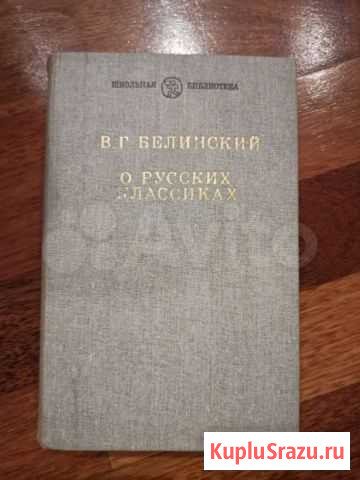 ШКОЛЬНАЯ БИБЛИОТЕКА
В.Г. БЕЛИНСКИЙ
О РУССКИХ
КЛАССИКАХ
Avito
KupluSrazu.ru